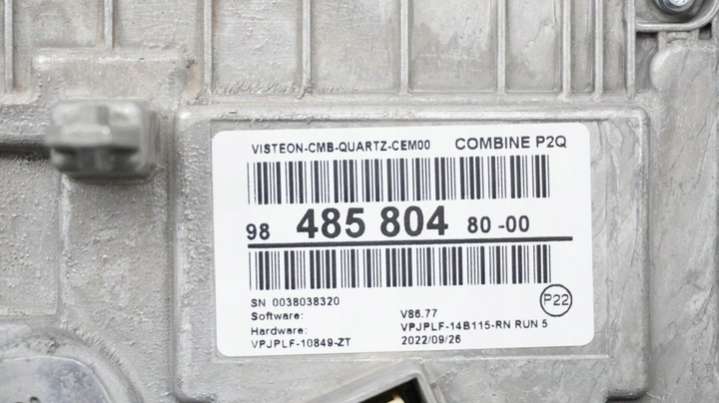 VISTEON-CMB-QUARTZ-CEM00 COMBINE P2Q
98 485 804 80-00
SN 0038038320
P22
Software: V86.77
Hardware: VPJPLF-14B115-RN RUN 5
VPJPLF-10849-ZT 2022/09/26